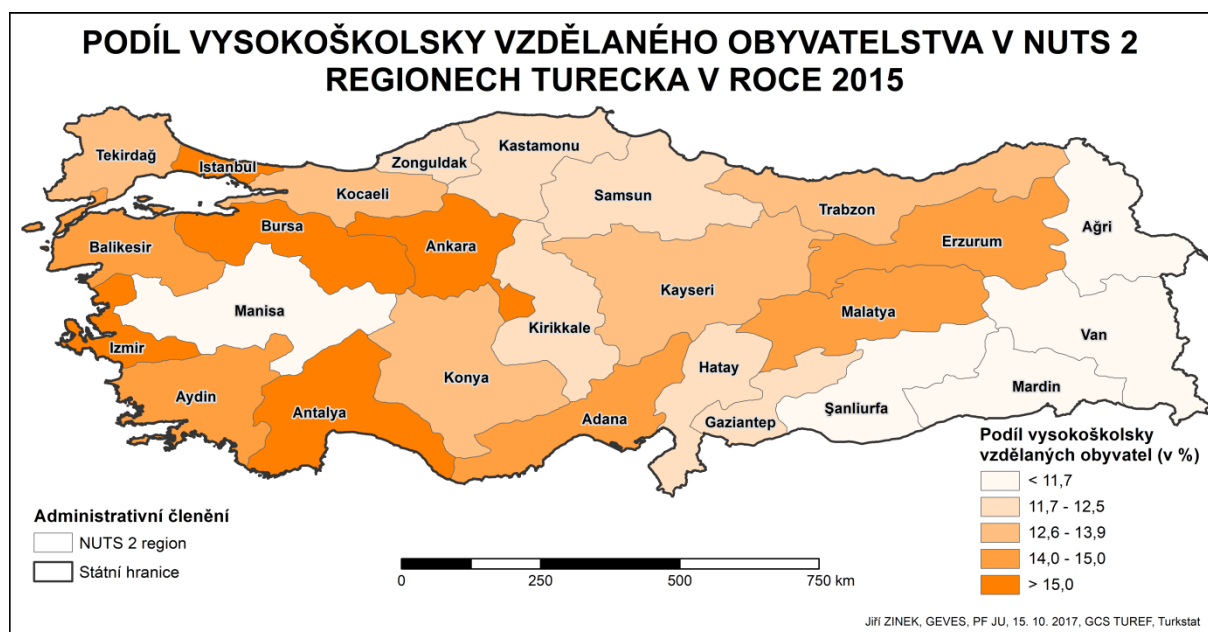 PODÍL VYSOKOŠKOLSKY VZDĚLANÉHO OBYVATELSTVA V NUTS 2
REGIONECH TURECKA V ROCE 2015
Tekirdağ
Istanbul
Zonguldak
Kastamonu
Kocaeli
Samsun
Trabzon
Ağri
Bursa
Ankara
Erzurum
Balikesir
Kayseri
Manisa
Malatya
Kirikkale
Van
Izmir
Hatay
Konya
Mardin
Aydin
Antalya
Adana
Gaziantep
Şanliurfa
Podíl vysokoškolsky
vzdělaných obyvatel (v %)
< 11,7
11,7 - 12,5
12,6 - 13,9
14,0 - 15,0
> 15,0
Administrativní členění
NUTS 2 region
Státní hranice
0 250 500 750 km
Jiří ZINEK, GEVES, PF JU, 15. 10. 2017, GCS TUREF, Turkstat